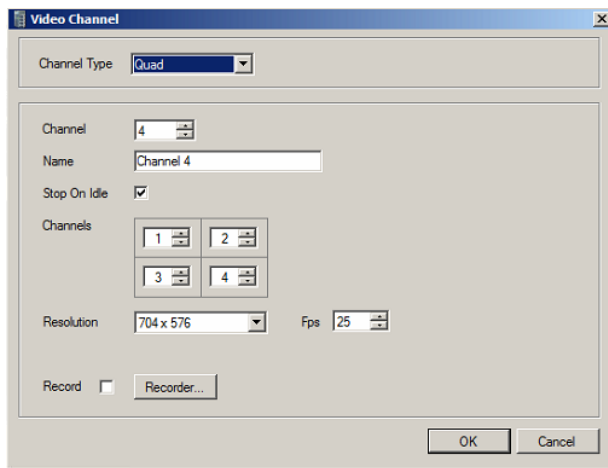 Video Channel
Channel Type Quad
Channel 4
Name Channel 4
Stop On Idle
Channels
1 2
3 4
Resolution 704 x 576 Fps 25
Record Recorder...
OK Cancel